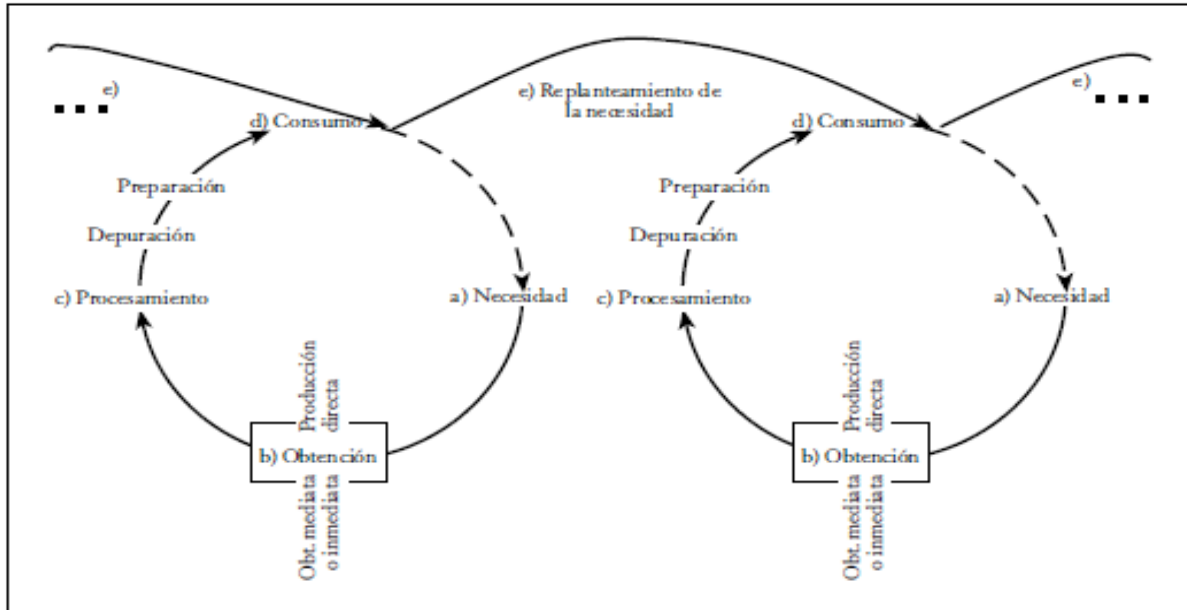 e)
e) Replanteamiento de
la necesidad
e)
d) Consumo
d) Consumo
Preparación
Preparación
Depuración
Depuración
c) Procesamiento
a) Necesidad
c) Procesamiento
a) Necesidad
Producción
directa
Producción
directa
b) Obtención
b) Obtención
Obt. mediata
o inmediata
Obt. mediata
o inmediata